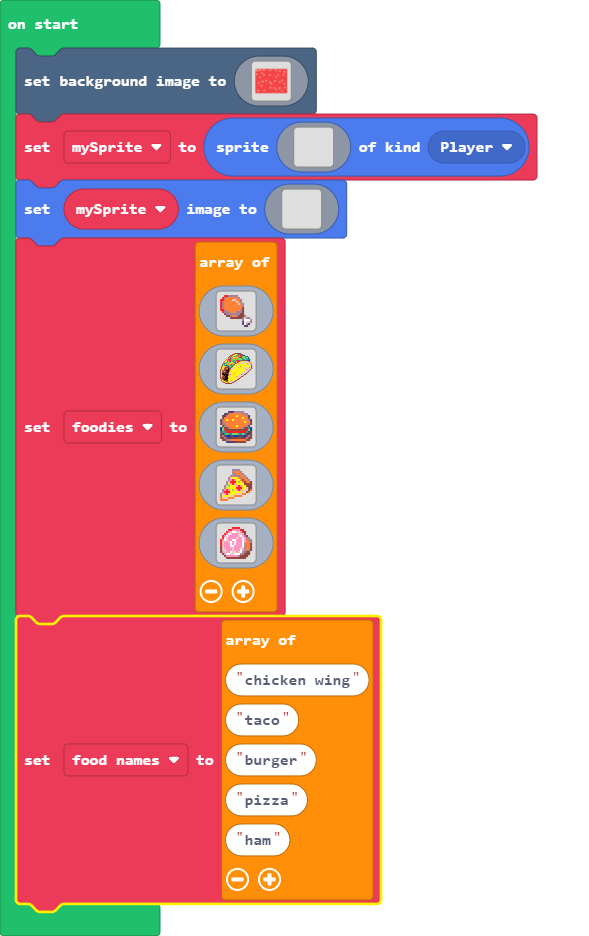 on start
set background image to
set mySprite to sprite of kind Player
set mySprite image to
array of
set foodies to
array of
"chicken wing"
"taco"
set food names to "burger"
"pizza"
"ham"